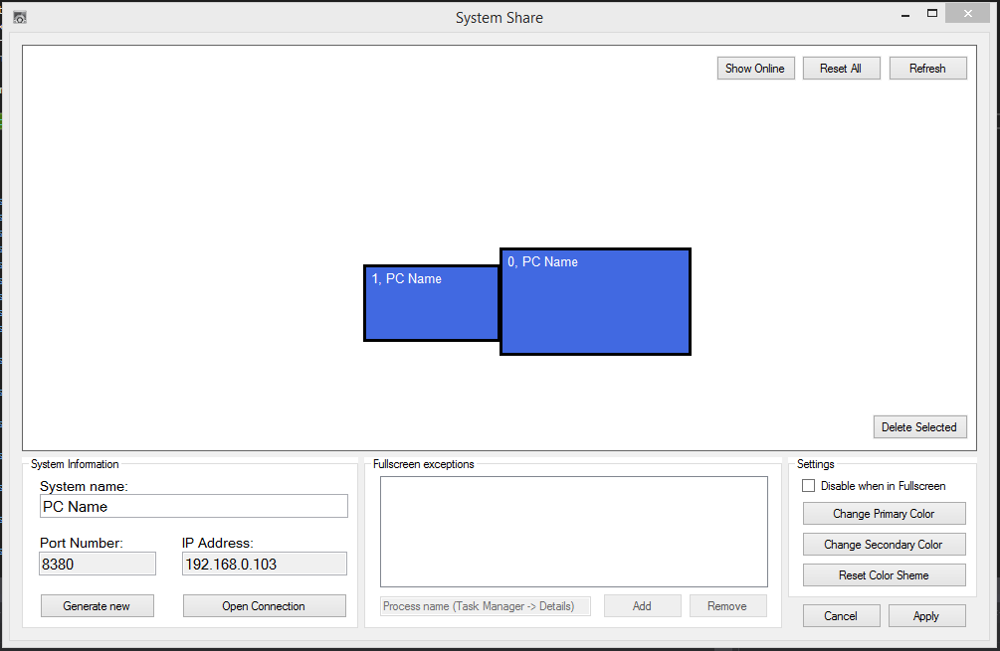 System Share
Show Online
Reset All
Refresh
0, PC Name
1, PC Name
Delete Selected
System Information
System name:
PC Name
Port Number:
IP Address:
8380
192.168.0.103
Generate new
Open Connection
Fullscreen exceptions
Process name (Task Manager -> Details)
Add
Remove
Settings
Disable when in Fullscreen
Change Primary Color
Change Secondary Color
Reset Color Sheme
Cancel
Apply